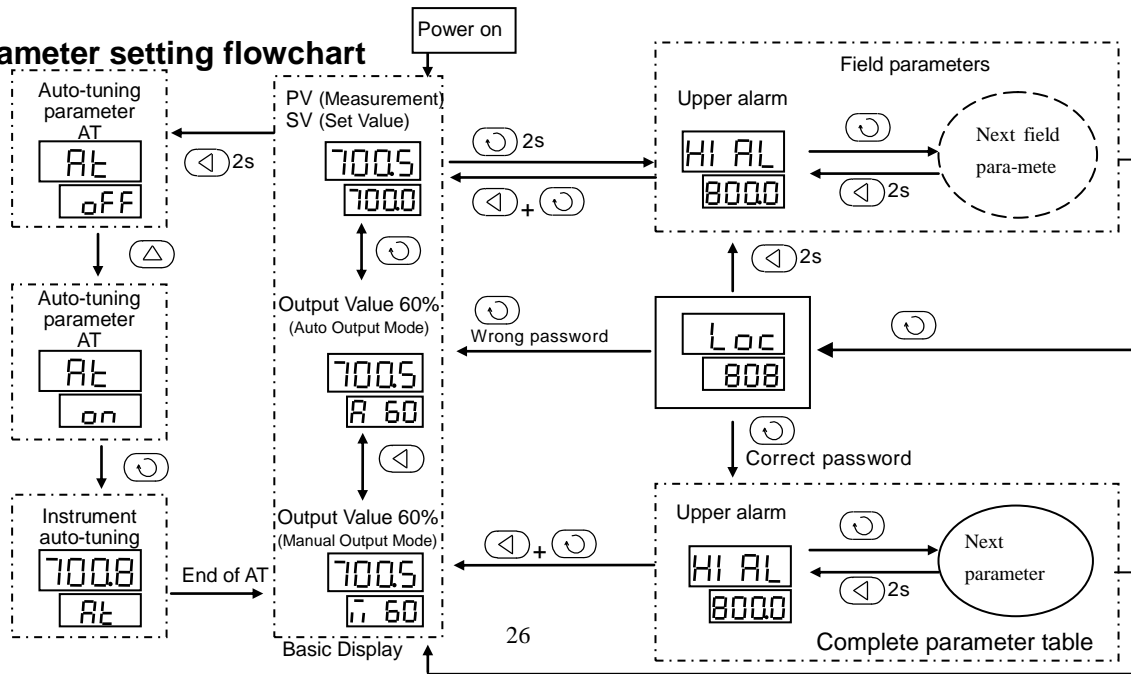 Power on
ameter setting flowchart
Auto-tuning
parameter
AT
At
oFF
2s
Auto-tuning
parameter
AT
At
on
Instrument
auto-tuning
700.8
At
End of AT
PV (Measurement)
SV (Set Value)
700.5
700.0
Output Value 60%
(Auto Output Mode)
700.5
A 60
Output Value 60%
(Manual Output Mode)
700.5
Basic Display
2s
+
Wrong password
+
26
Field parameters
Upper alarm
HI AL
800.0
2s
Next field
para-mete
2s
Loc
808
Correct password
Upper alarm
HI AL
800.0
2s
Next
parameter
Complete parameter table